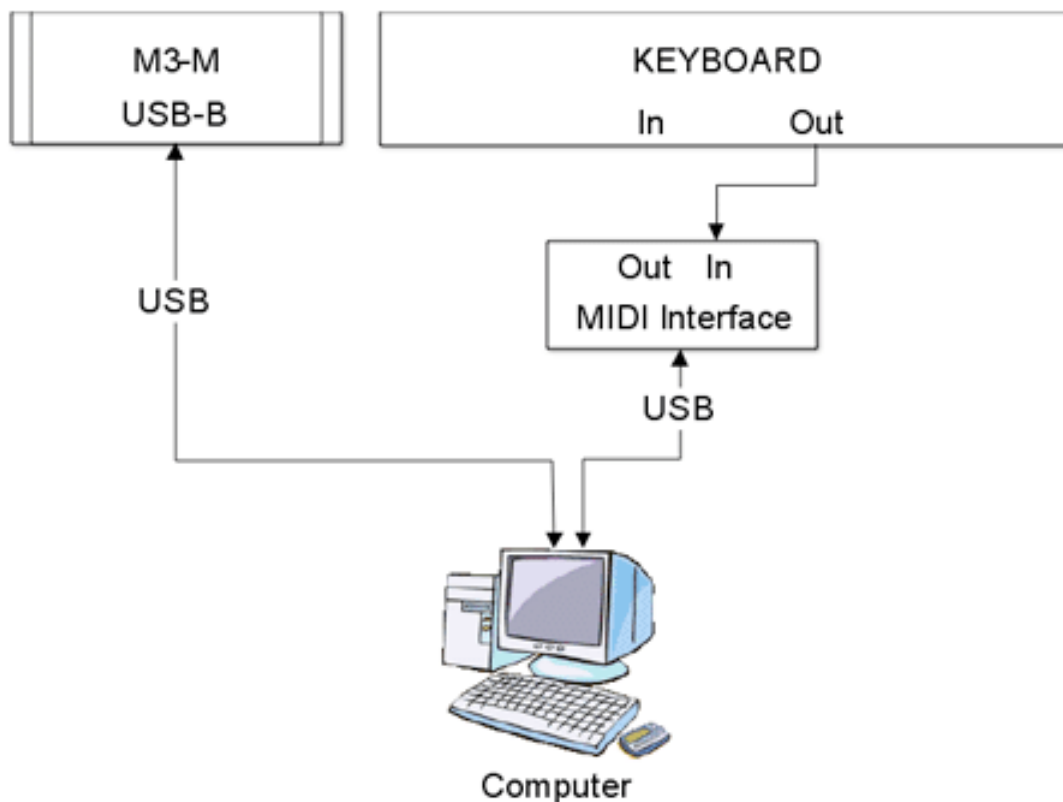 M3-M
USB-B
KEYBOARD
In Out
Out In
MIDI Interface
USB
USB
Computer